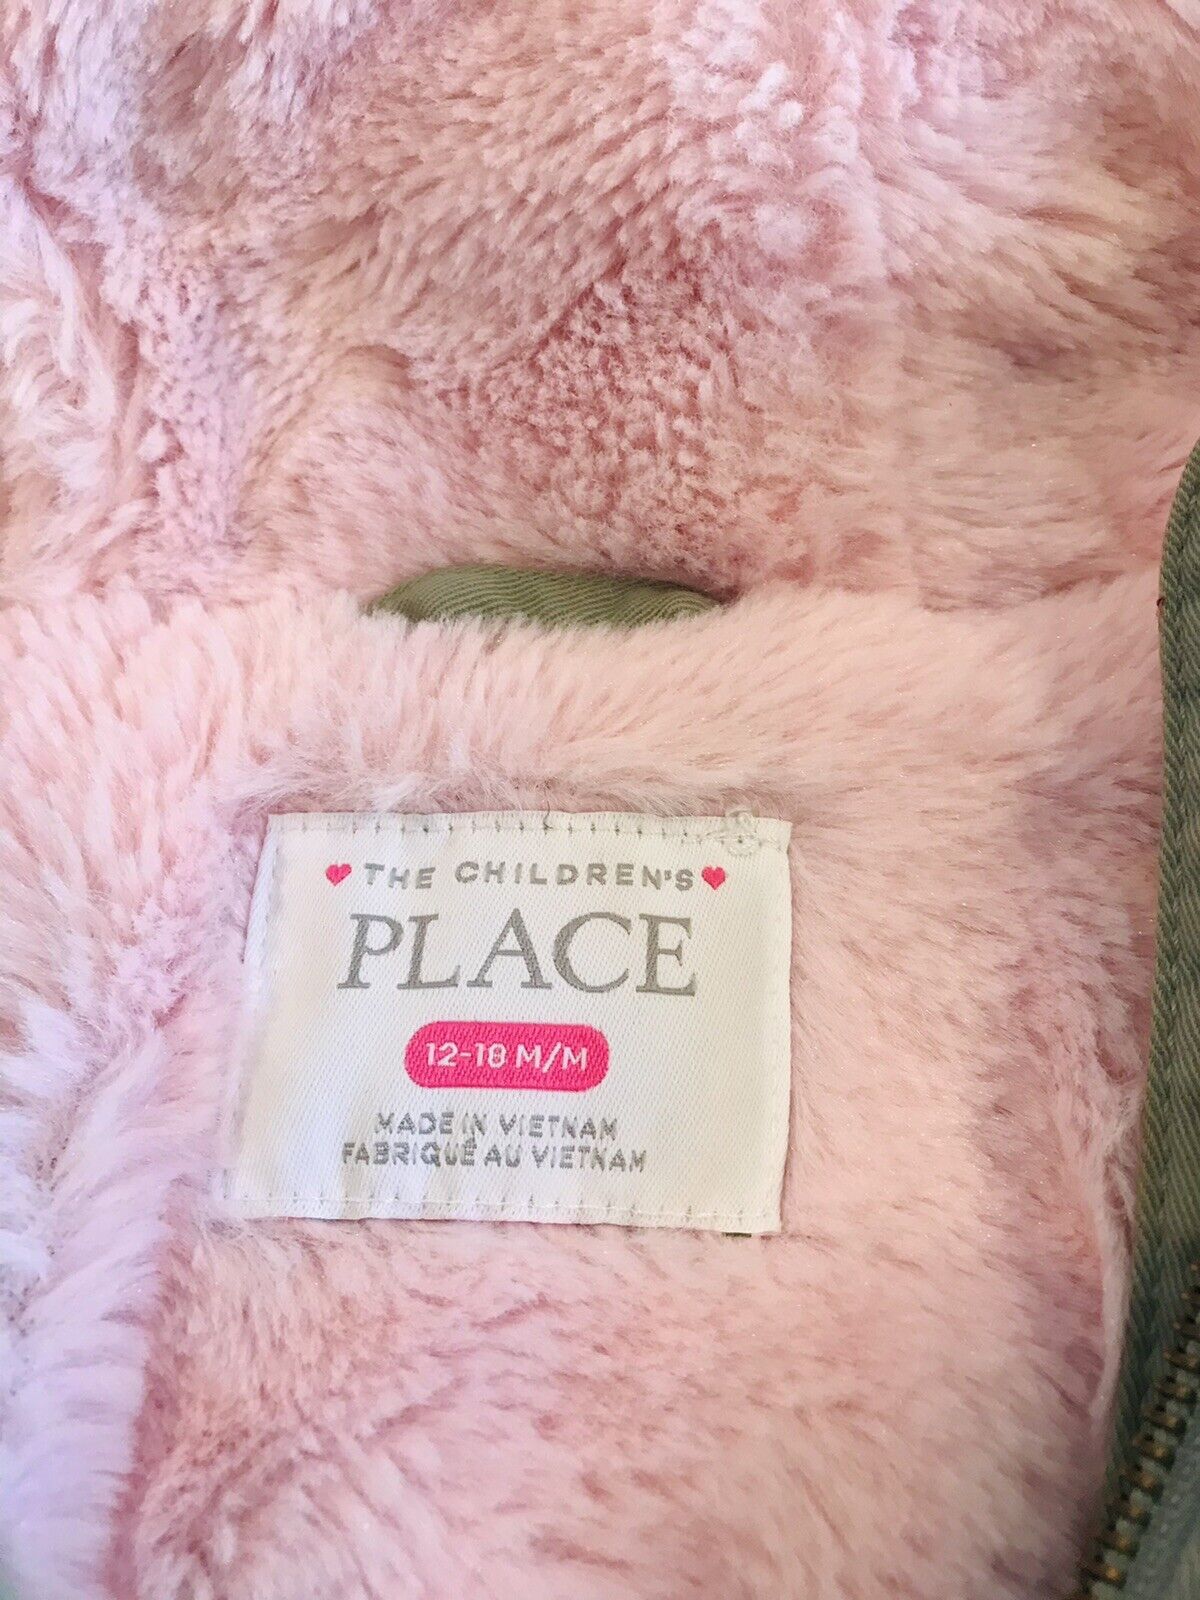 THE CHILDREN'S
PLACE
12-18 M/M
MADE IN VIETNAM
FABRIQUÉ AU VIETNAM